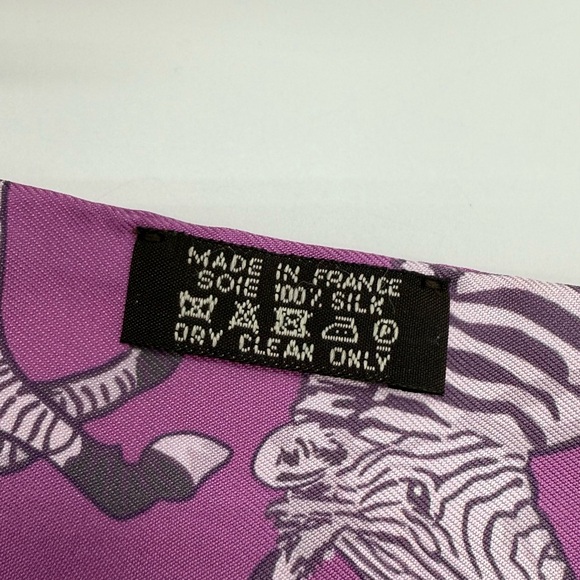 MADE IN FRANCE
SOIE 100% SILK
P
DRY CLEAN ONLY